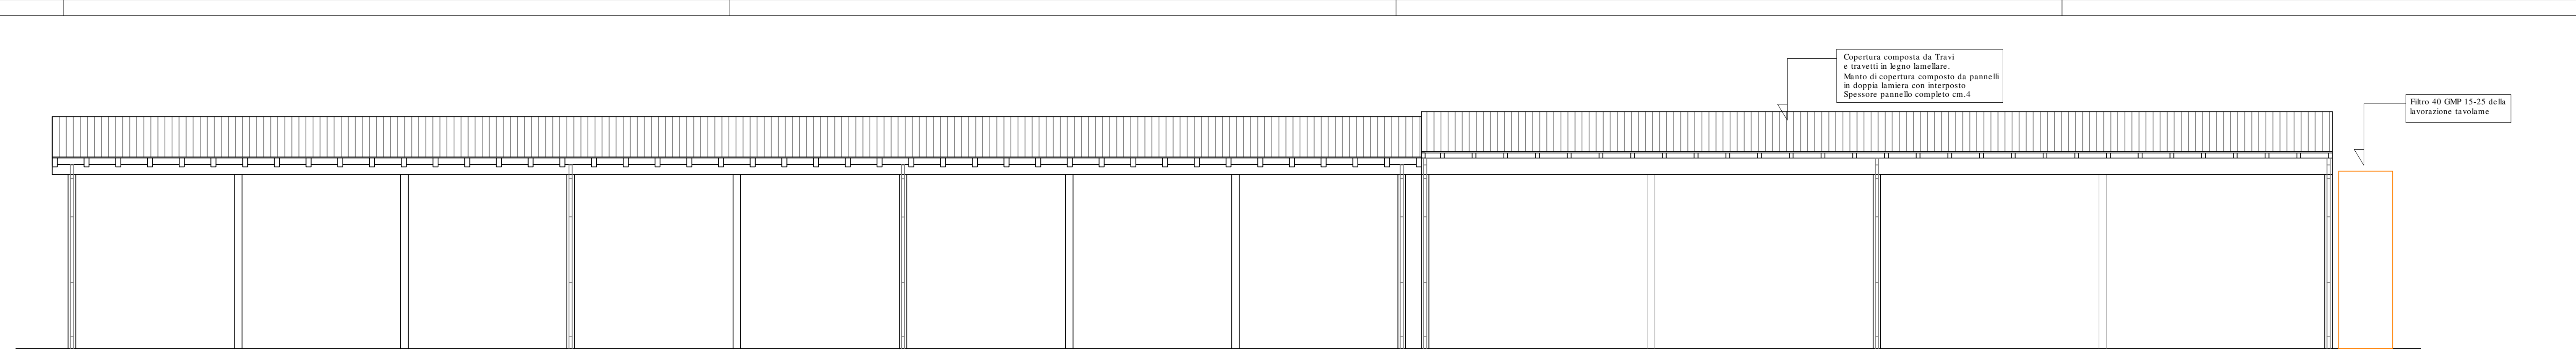 Copertura composta da Travi
e travetti in legno lamellare.
Manto di copertura composto da pannelli
in doppia lamiera con interposto
Spessore pannello completo cm.4
Filtro 40 GMP 15-25 della
lavorazione tavolame